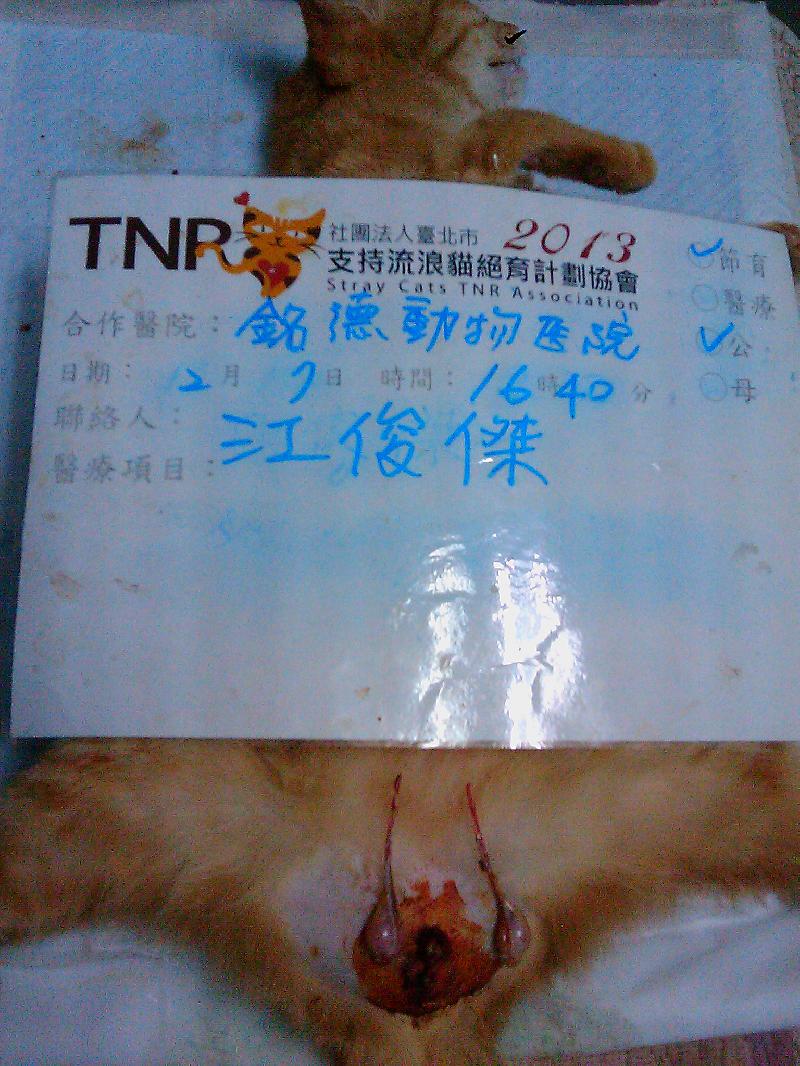 TNR
社團法人臺北市 2013
支持流浪貓絕育計劃協會
Stray Cats TNR Association
節育
醫療
公
母
合作醫院：銘德動物医院
日期：12月7日 時間：16時40分
聯絡人：江俊傑
醫療項目：